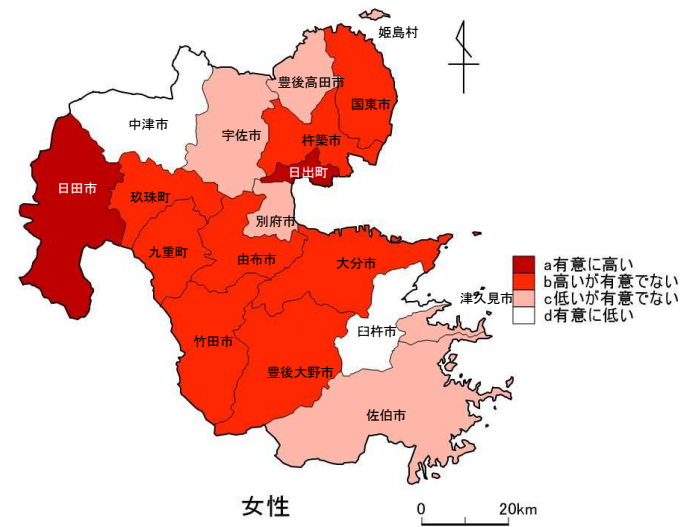 姫島村
豊後高田市
国東市
中津市
宇佐市
杵築市
日出町
日田市
玖珠町
別府市
九重町
由布市
大分市
a有意に高い
b高いが有意でない
c低いが有意でない
d有意に低い
津久見市
臼杵市
竹田市
豊後大野市
佐伯市
女性
0 20km